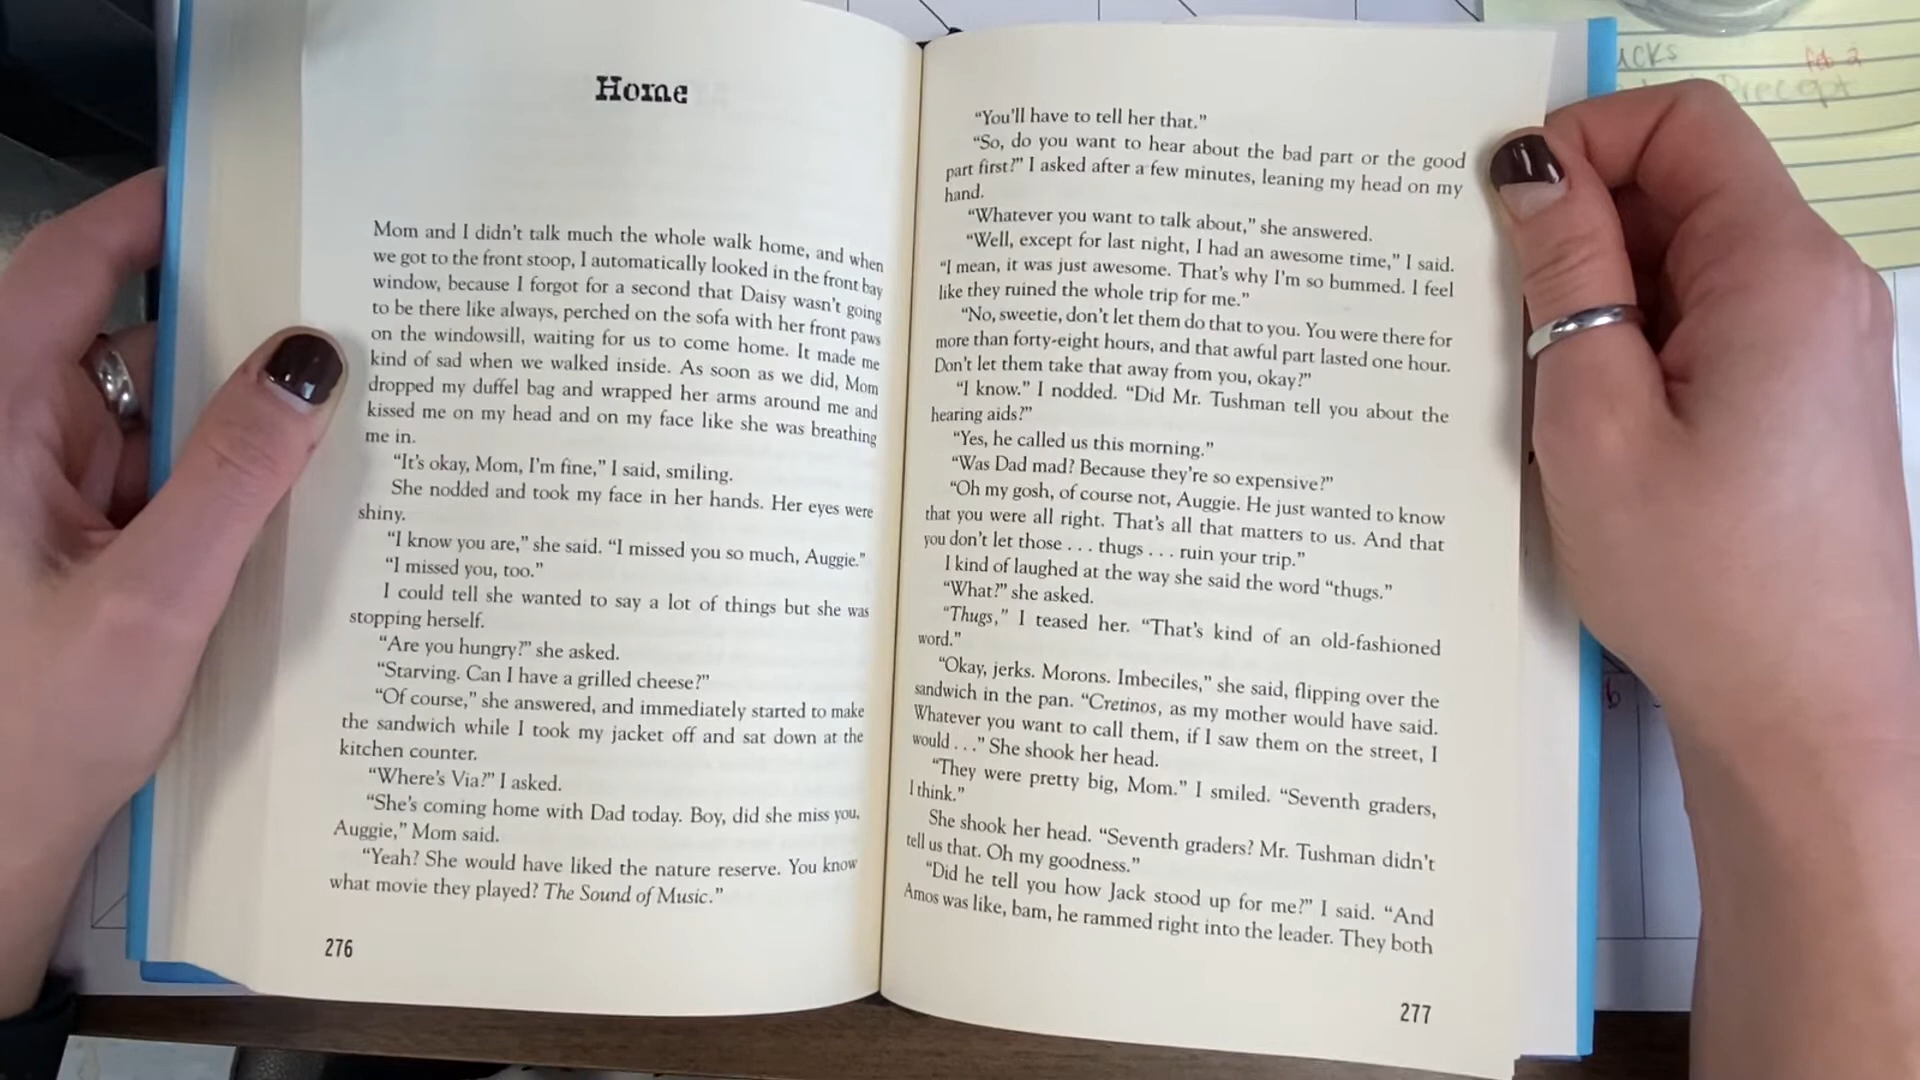 Home
Mom and I didn't talk much the whole walk home, and when
we got to the front stoop, I automatically looked in the front bay
window, because I forgot for a second that Daisy wasn't going
to be there like always, perched on the sofa with her front paws
on the windowsill, waiting for us to come home. It made me
kind of sad when we walked inside. As soon as we did, Mom
dropped my duffel bag and wrapped her arms around me and
kissed me on my head and on my face like she was breathing
me in.
“It's okay, Mom, I'm fine,” I said, smiling.
She nodded and took my face in her hands. Her eyes were
shiny.
“I know you are,” she said. “I missed you so much, Auggie.”
“I missed you, too.”
I could tell she wanted to say a lot of things but she was
stopping herself.
“Are you hungry?” she asked.
“Starving. Can I have a grilled cheese?”
“Of course,” she answered, and immediately started to make
the sandwich while I took my jacket off and sat down at the
kitchen counter.
“Where's Via?” I asked.
“She's coming home with Dad today. Boy, did she miss you,
Auggie,” Mom said.
“Yeah? She would have liked the nature reserve. You know
what movie they played? The Sound of Music.”
276
“You'll have to tell her that.”
“So, do you want to hear about the bad part or the good
part first?” I asked after a few minutes, leaning my head on my
hand.
“Whatever you want to talk about,” she answered.
“Well, except for last night, I had an awesome time,” I said.
“I mean, it was just awesome. That's why I'm so bummed. I feel
like they ruined the whole trip for me.”
“No, sweetie, don't let them do that to you. You were there for
more than forty-eight hours, and that awful part lasted one hour.
Don't let them take that away from you, okay?”
“I know.” I nodded. “Did Mr. Tushman tell you about the
hearing aids?”
“Yes, he called us this morning.”
“Was Dad mad? Because they're so expensive?”
“Oh my gosh, of course not, Auggie. He just wanted to know
that you were all right. That's all that matters to us. And that
you don't let those . . . thugs . . . ruin your trip.”
I kind of laughed at the way she said the word “thugs.”
“What?” she asked.
“Thugs,” I teased her. “That's kind of an old-fashioned
word.”
“Okay, jerks. Morons. Imbeciles,” she said, flipping over the
sandwich in the pan. “Cretinos, as my mother would have said.
Whatever you want to call them, if I saw them on the street, I
would . . .” She shook her head.
“They were pretty big, Mom.” I smiled. “Seventh graders,
I think.”
She shook her head. “Seventh graders? Mr. Tushman didn't
tell us that. Oh my goodness.”
“Did he tell you how Jack stood up for me?” I said. “And
Amos was like, bam, he rammed right into the leader. They both
277
Feb 2
Precept